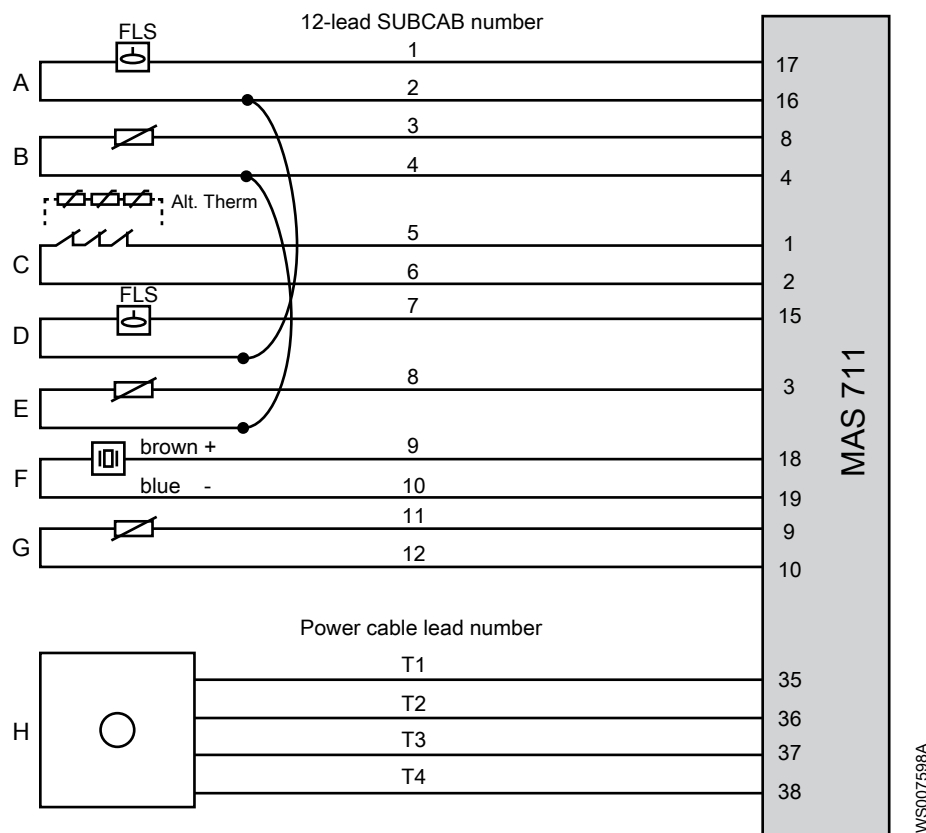 12-lead SUBCAB number
FLS
1
17
A
2
16
3
8
B
4
4
Alt. Therm
5
1
C
6
2
FLS
7
15
D
8
3
E
MAS 711
brown +
9
18
F
blue -
10
19
11
9
G
12
10
Power cable lead number
T1
35
T2
36
H
T3
37
T4
38
WS007598A